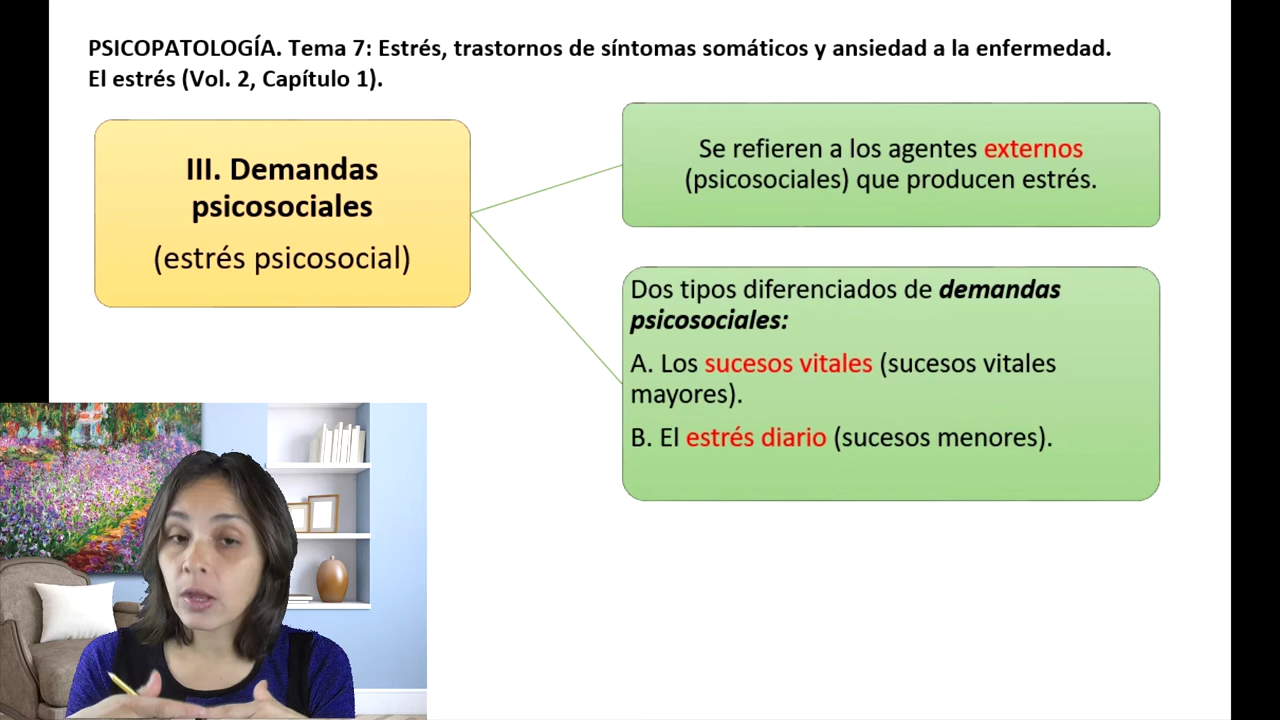 PSICOPATOLOGÍA. Tema 7: Estrés, trastornos de síntomas somáticos y ansiedad a la enfermedad.
El estrés (Vol. 2, Capítulo 1).
III. Demandas
psicosociales
(estrés psicosocial)
Se refieren a los agentes externos
(psicosociales) que producen estrés.
Dos tipos diferenciados de demandas
psicosociales:
A. Los sucesos vitales (sucesos vitales
mayores).
B. El estrés diario (sucesos menores).